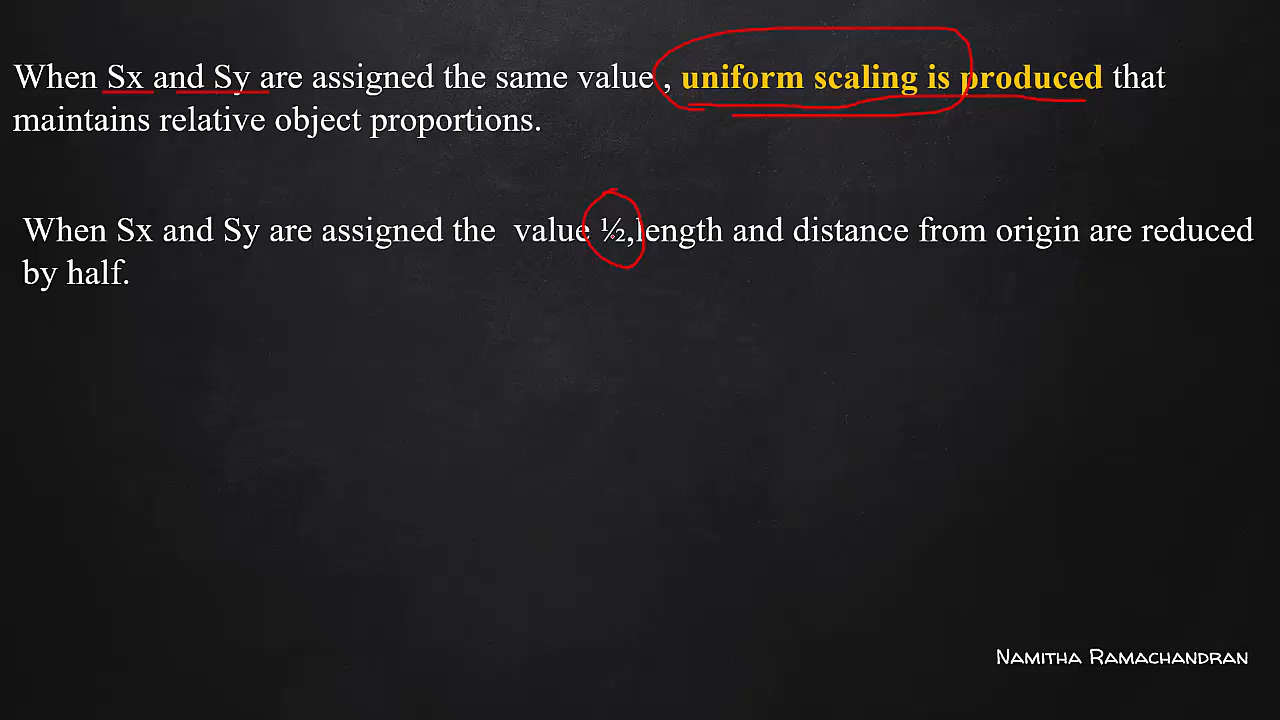 When Sx and Sy are assigned the same value , uniform scaling is produced that
maintains relative object proportions.
When Sx and Sy are assigned the  value ½,length and distance from origin are reduced
by half.
Namitha Ramachandran